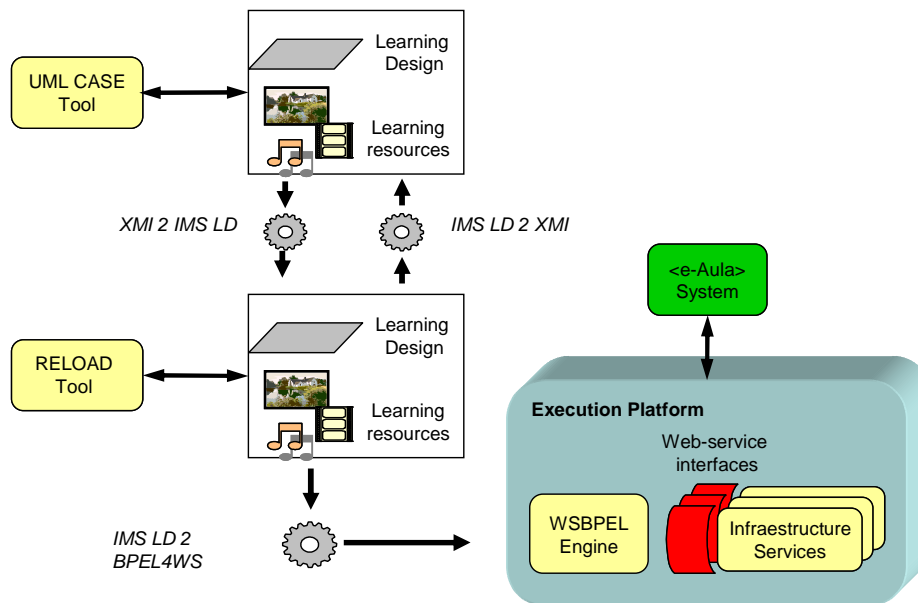 Learning
Design
UML CASE
Tool
Learning
resources
XMI 2 IMS LD
IMS LD 2 XMI
<e-Aula>
System
Learning
Design
RELOAD
Tool
Learning
resources
Execution Platform
Web-service
interfaces
WSBPEL
Engine
Infraestructure
Services
IMS LD 2
BPEL4WS